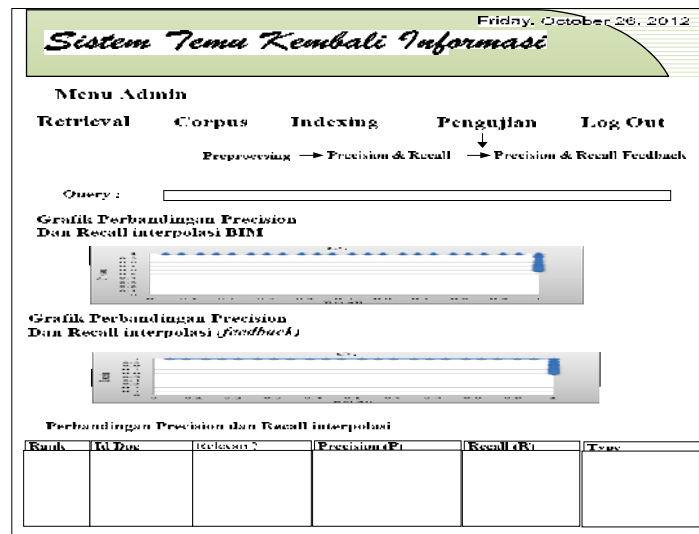 Friday, October 26, 2012
Sistem Temu Kembali Informasi
Menu Admin
Retrieval Corpus Indexing Pengujian Log Out
Preprocesing Precision & Recall Precision & Recall Feedback
Query :
Grafik Perbandingan Precision
Dan Recall interpolasi BIM
Grafik Perbandingan Precision
Dan Recall interpolasi (feedback)
Perbandingan Precision dan Recall interpolasi
Rank Id Doc Relevan ? Precision (P) Recall (R) Type